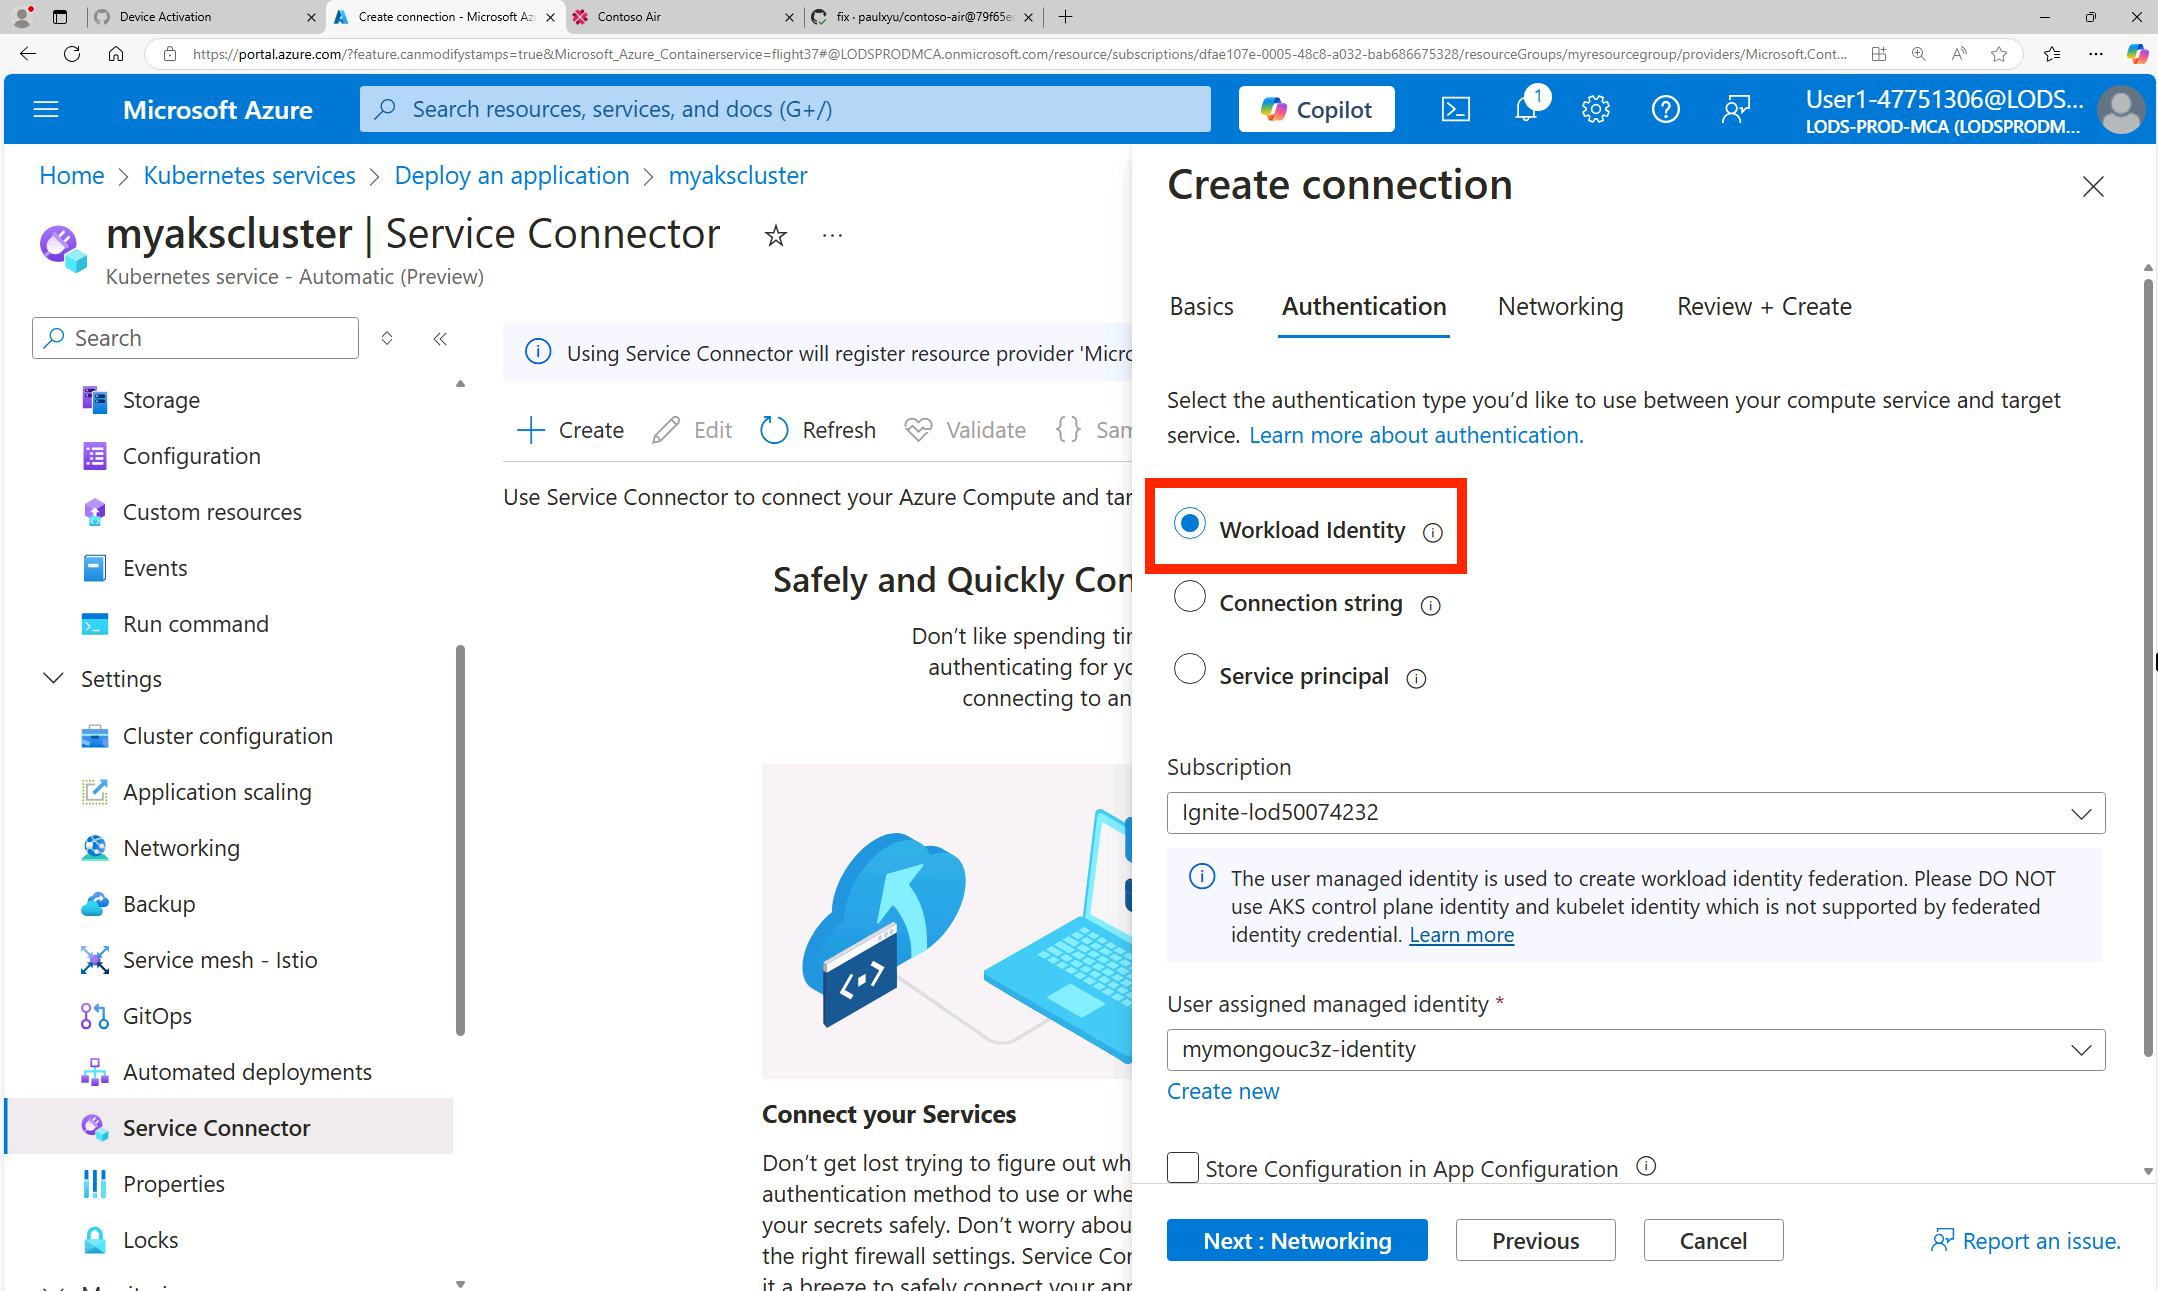 Device Activation
Create connection - Microsoft Az
Contoso Air
fix · paulxyu/contoso-air@79f65e
https://portal.azure.com/?feature.canmodifystamps=true&Microsoft_Azure_Containerservice=flight37#@LODSPRODMCA.onmicrosoft.com/resource/subscriptions/dfae107e-0005-48c8-a032-bab686675328/resourceGroups/myresourcegroup/providers/Microsoft.Cont...
Microsoft Azure
Search resources, services, and docs (G+/)
Copilot
1
User1-47751306@LODS...
LODS-PROD-MCA (LODSPRODM...
Home > Kubernetes services > Deploy an application > myakscluster
myakscluster | Service Connector
Kubernetes service - Automatic (Preview)
Search
Storage
Configuration
Custom resources
Events
Run command
Settings
Cluster configuration
Application scaling
Networking
Backup
Service mesh - Istio
GitOps
Automated deployments
Service Connector
Properties
Locks
Using Service Connector will register resource provider 'Micro
Create
Edit
Refresh
Validate
Sam
Use Service Connector to connect your Azure Compute and tar
Safely and Quickly Con
Don't like spending tim
authenticating for yo
connecting to an
Connect your Services
Don't get lost trying to figure out wh
authentication method to use or whe
your secrets safely. Don't worry abou
the right firewall settings. Service Con
it a breeze to safely connect your app
Create connection
Basics
Authentication
Networking
Review + Create
Select the authentication type you'd like to use between your compute service and target
service. Learn more about authentication.
Workload Identity
Connection string
Service principal
Subscription
Ignite-lod50074232
The user managed identity is used to create workload identity federation. Please DO NOT
use AKS control plane identity and kubelet identity which is not supported by federated
identity credential. Learn more
User assigned managed identity *
mymongouc3z-identity
Create new
Store Configuration in App Configuration
Next : Networking
Previous
Cancel
Report an issue.